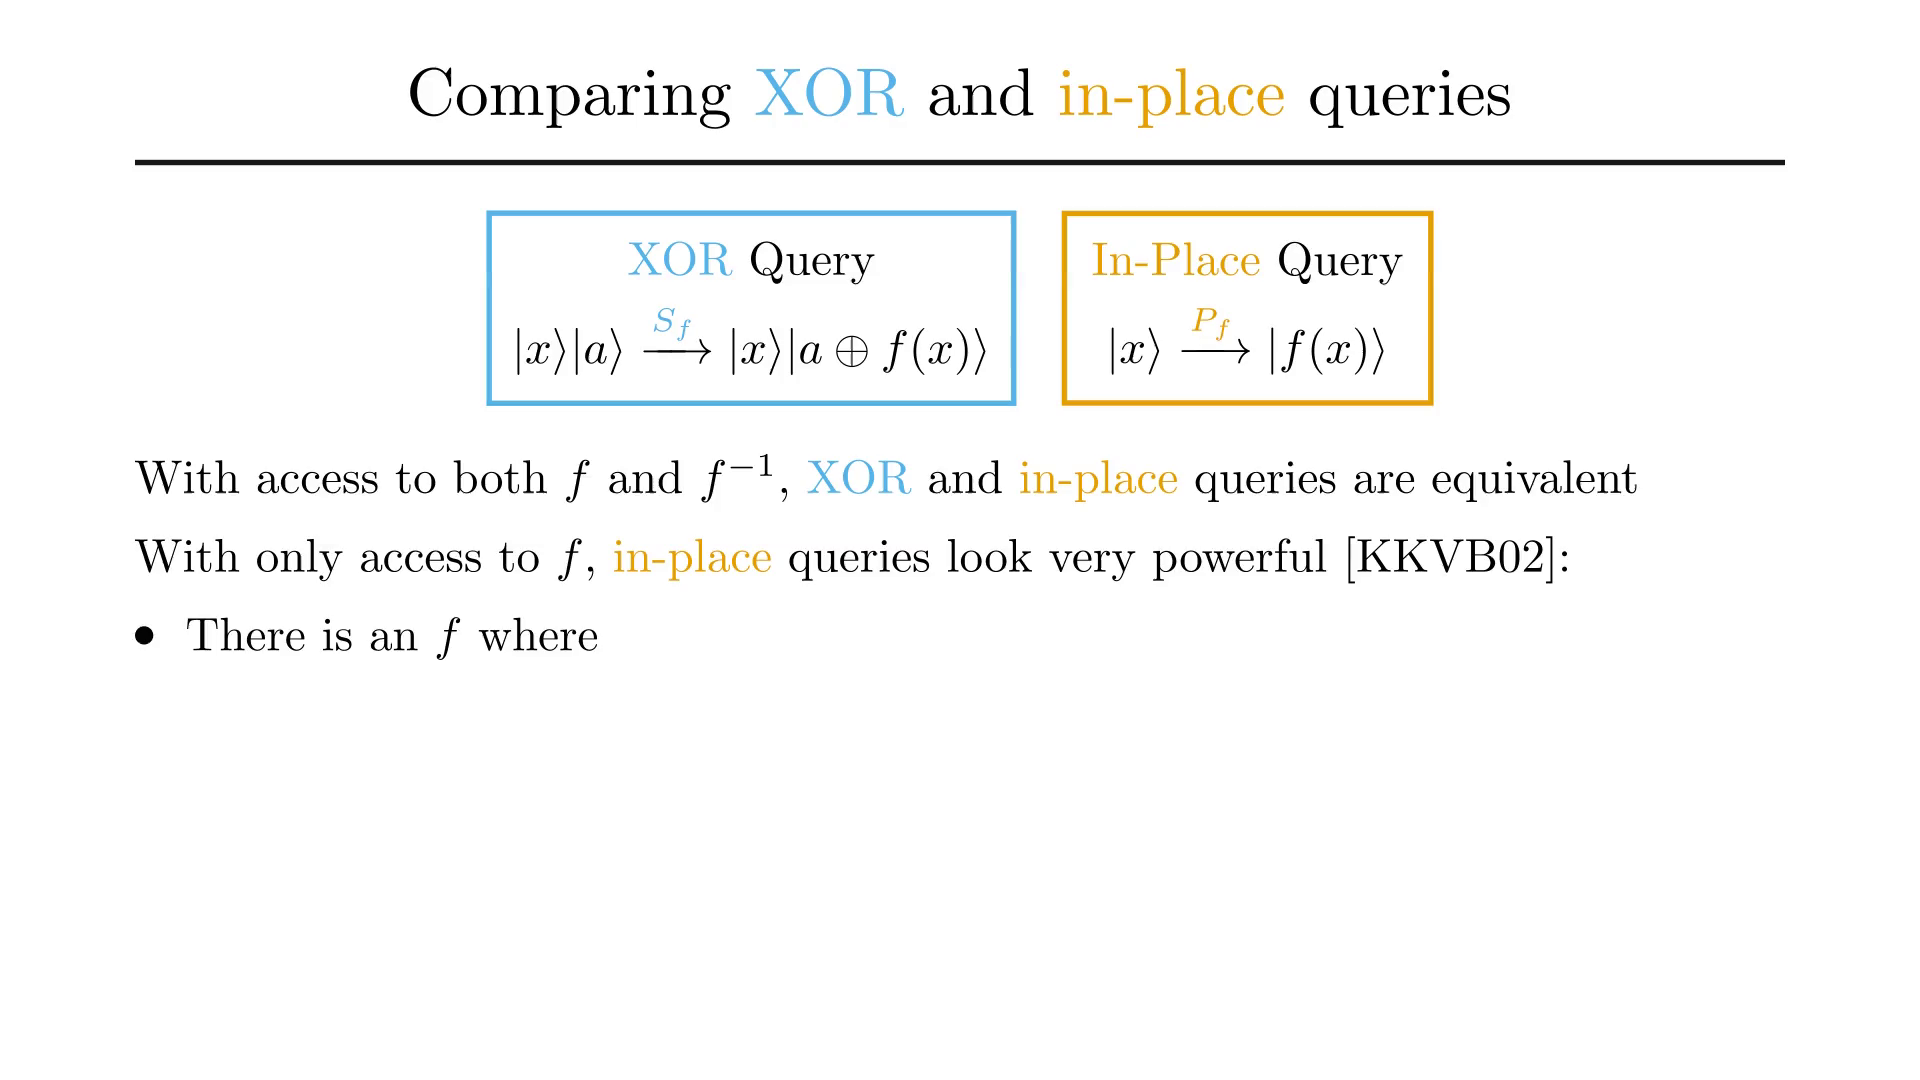 Comparing XOR and in-place queries
XOR Query
|x⟩|a⟩ —S_f→ |x⟩|a ⊕ f(x)⟩
In-Place Query
|x⟩ —P_f→ |f(x)⟩
With access to both f and f⁻¹, XOR and in-place queries are equivalent
With only access to f, in-place queries look very powerful [KKVB02]:
• There is an f where